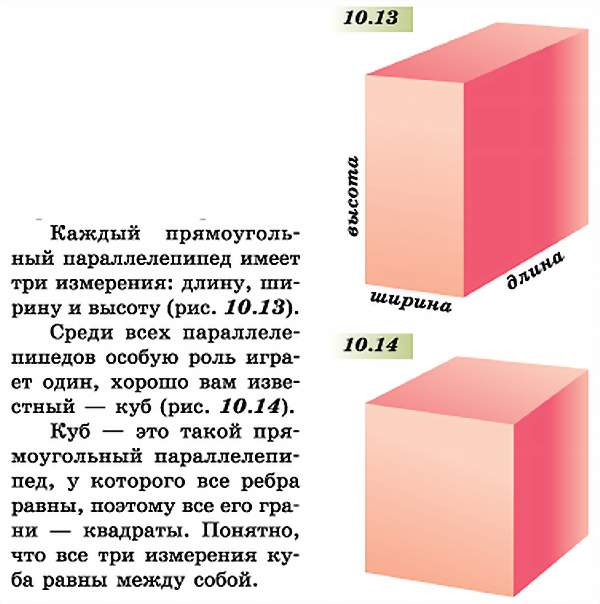 10.13
высота
ширина
длина
Каждый прямоуголь-
ный параллелепипед имеет
три измерения: длину, ши-
рину и высоту (рис. 10.13).
Среди всех параллеле-
пипедов особую роль игра-
ет один, хорошо вам изве-
стный — куб (рис. 10.14).
Куб — это такой пря-
моугольный параллелепи-
пед, у которого все ребра
равны, поэтому все его гра-
ни — квадраты. Понятно,
что все три измерения ку-
ба равны между собой.
10.14